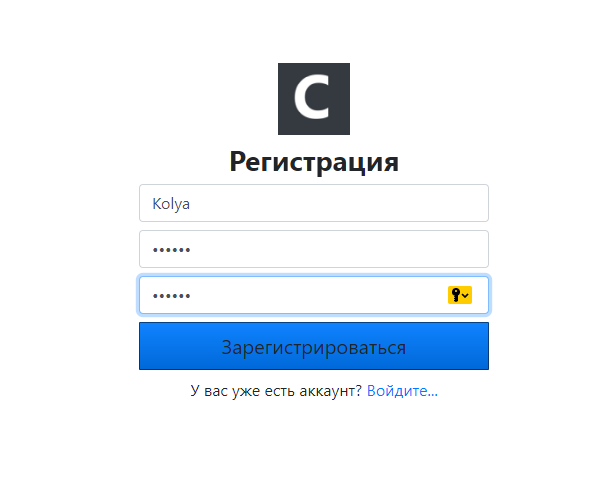 C
Регистрация
Kolya
••••••
••••••
Зарегистрироваться
У вас уже есть аккаунт? Войдите...